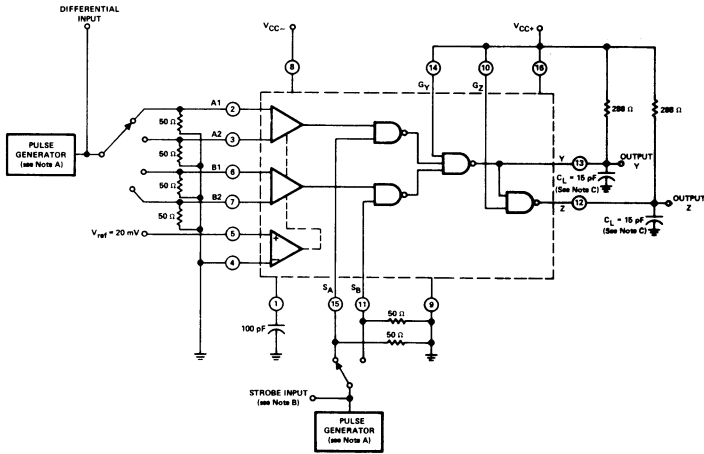 DIFFERENTIAL
INPUT
VCC−
VCC+
8
14
10
16
GY
GZ
A1
2
50 Ω
A2
3
50 Ω
B1
6
50 Ω
B2
7
50 Ω
Vref = 20 mV
5
4
+
−
PULSE
GENERATOR
(see Note A)
288 Ω
288 Ω
Y
13
OUTPUT
Y
CL = 15 pF
(See Note C)
Z
12
OUTPUT
Z
CL = 15 pF
(See Note C)
SA
SB
1
15
11
9
100 pF
50 Ω
50 Ω
STROBE INPUT
(see Note B)
PULSE
GENERATOR
(see Note A)